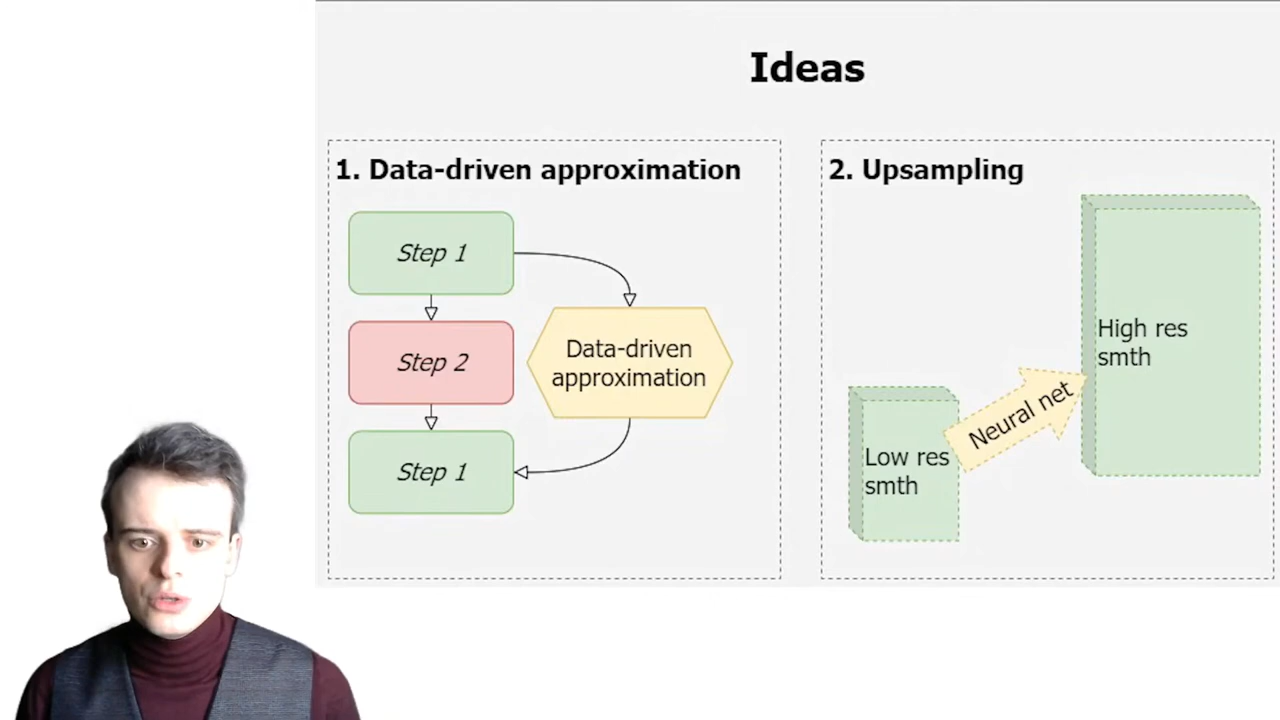 Ideas
1. Data-driven approximation
Step 1
Step 2
Step 1
Data-driven
approximation
2. Upsampling
High res
smth
Neural net
Low res
smth